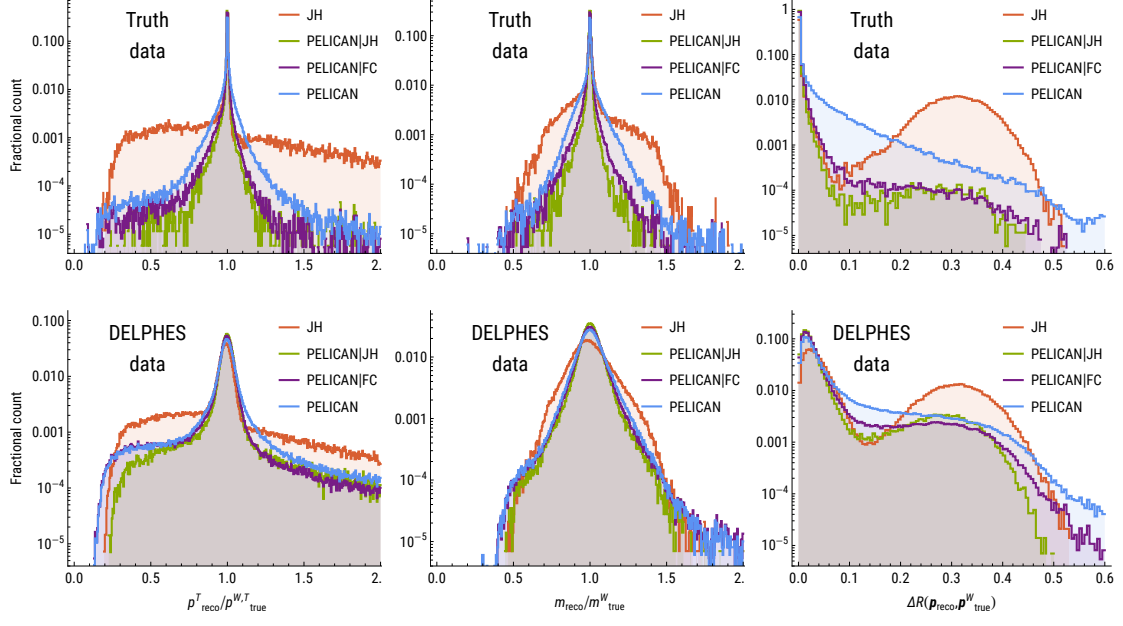 Truth
data
JH
PELICAN|JH
PELICAN|FC
PELICAN
Fractional count
0.100
0.010
0.001
10⁻⁴
10⁻⁵
0.0 0.5 1.0 1.5 2.
Truth
data
JH
PELICAN|JH
PELICAN|FC
PELICAN
0.100
0.010
0.001
10⁻⁴
10⁻⁵
0.0 0.5 1.0 1.5 2.
Truth
data
JH
PELICAN|JH
PELICAN|FC
PELICAN
1
0.100
0.010
0.001
10⁻⁴
10⁻⁵
0.0 0.1 0.2 0.3 0.4 0.5 0.6
DELPHES
data
JH
PELICAN|JH
PELICAN|FC
PELICAN
Fractional count
0.100
0.010
0.001
10⁻⁴
10⁻⁵
0.0 0.5 1.0 1.5 2.
pᵀreco/pᵂ,ᵀtrue
DELPHES
data
JH
PELICAN|JH
PELICAN|FC
PELICAN
0.010
0.001
10⁻⁴
10⁻⁵
0.0 0.5 1.0 1.5 2.
mreco/mᵂtrue
DELPHES
data
JH
PELICAN|JH
PELICAN|FC
PELICAN
0.100
0.010
0.001
10⁻⁴
10⁻⁵
0.0 0.1 0.2 0.3 0.4 0.5 0.6
ΔR(preco,pᵂtrue)